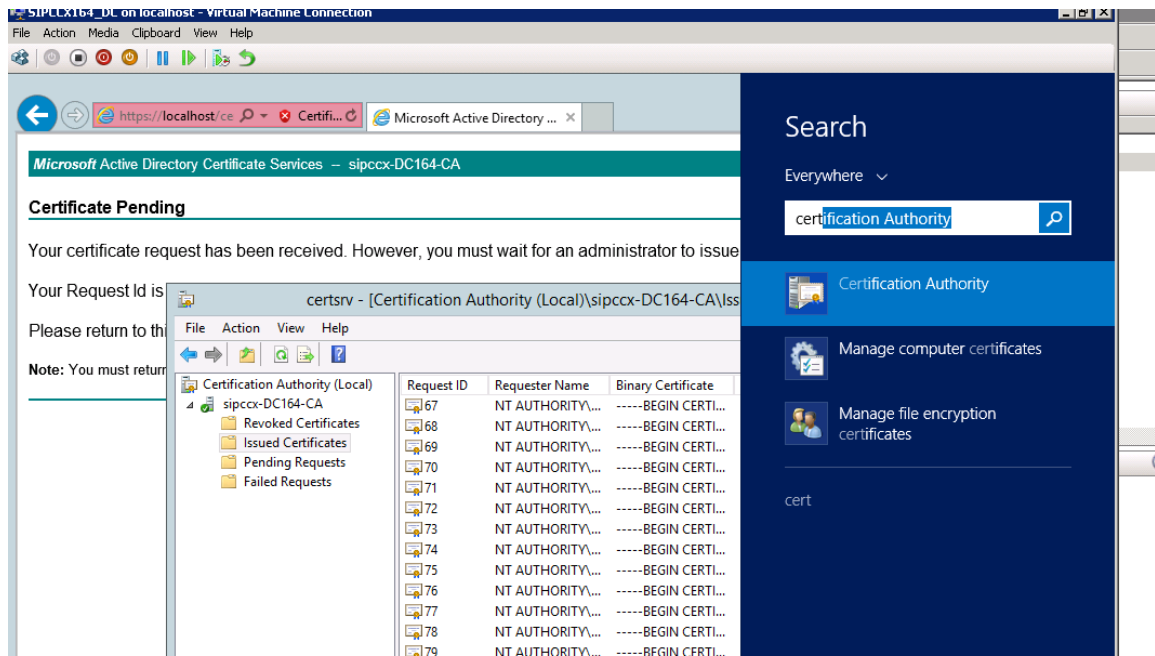 SIPCCX164_DC on localhost - Virtual Machine Connection
File Action Media Clipboard View Help
https://localhost/ce
Certifi...
Microsoft Active Directory ...
Microsoft Active Directory Certificate Services -- sipccx-DC164-CA
Certificate Pending
Your certificate request has been received. However, you must wait for an administrator to issue
Your Request Id is
Please return to thi
Note: You must return
certsrv - [Certification Authority (Local)\sipccx-DC164-CA\Iss
File Action View Help
Certification Authority (Local)
sipccx-DC164-CA
Revoked Certificates
Issued Certificates
Pending Requests
Failed Requests
Request ID Requester Name Binary Certificate
67 NT AUTHORITY\... -----BEGIN CERTI...
68 NT AUTHORITY\... -----BEGIN CERTI...
69 NT AUTHORITY\... -----BEGIN CERTI...
70 NT AUTHORITY\... -----BEGIN CERTI...
71 NT AUTHORITY\... -----BEGIN CERTI...
72 NT AUTHORITY\... -----BEGIN CERTI...
73 NT AUTHORITY\... -----BEGIN CERTI...
74 NT AUTHORITY\... -----BEGIN CERTI...
75 NT AUTHORITY\... -----BEGIN CERTI...
76 NT AUTHORITY\... -----BEGIN CERTI...
77 NT AUTHORITY\... -----BEGIN CERTI...
78 NT AUTHORITY\... -----BEGIN CERTI...
79 NT AUTHORITY\... -----BEGIN CERTI...
Search
Everywhere
certification Authority
Certification Authority
Manage computer certificates
Manage file encryption
certificates
cert